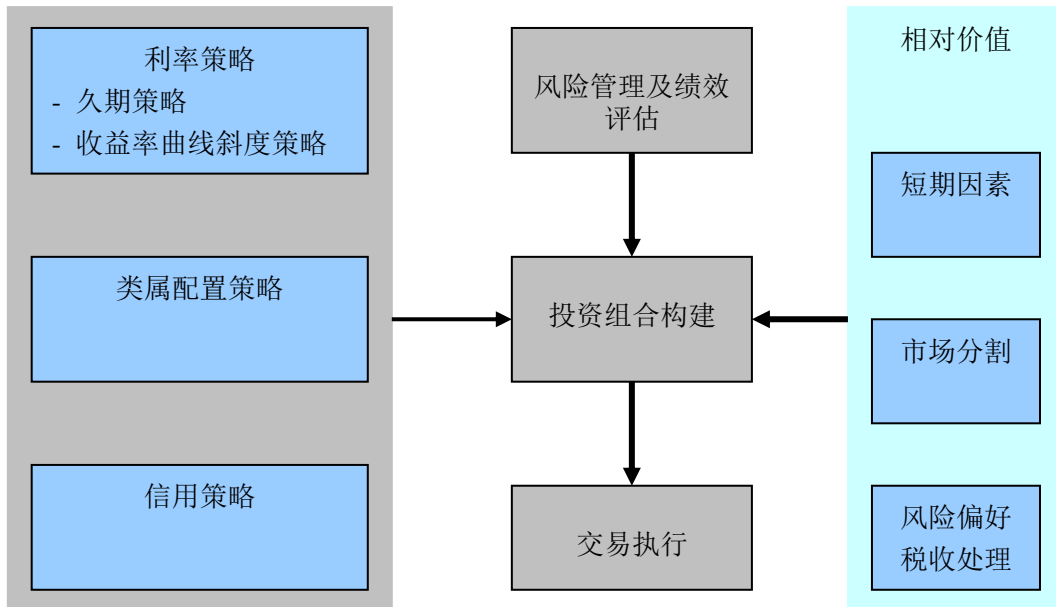 利率策略
- 久期策略
- 收益率曲线斜度策略
类属配置策略
信用策略
风险管理及绩效
评估
投资组合构建
交易执行
相对价值
短期因素
市场分割
风险偏好
税收处理